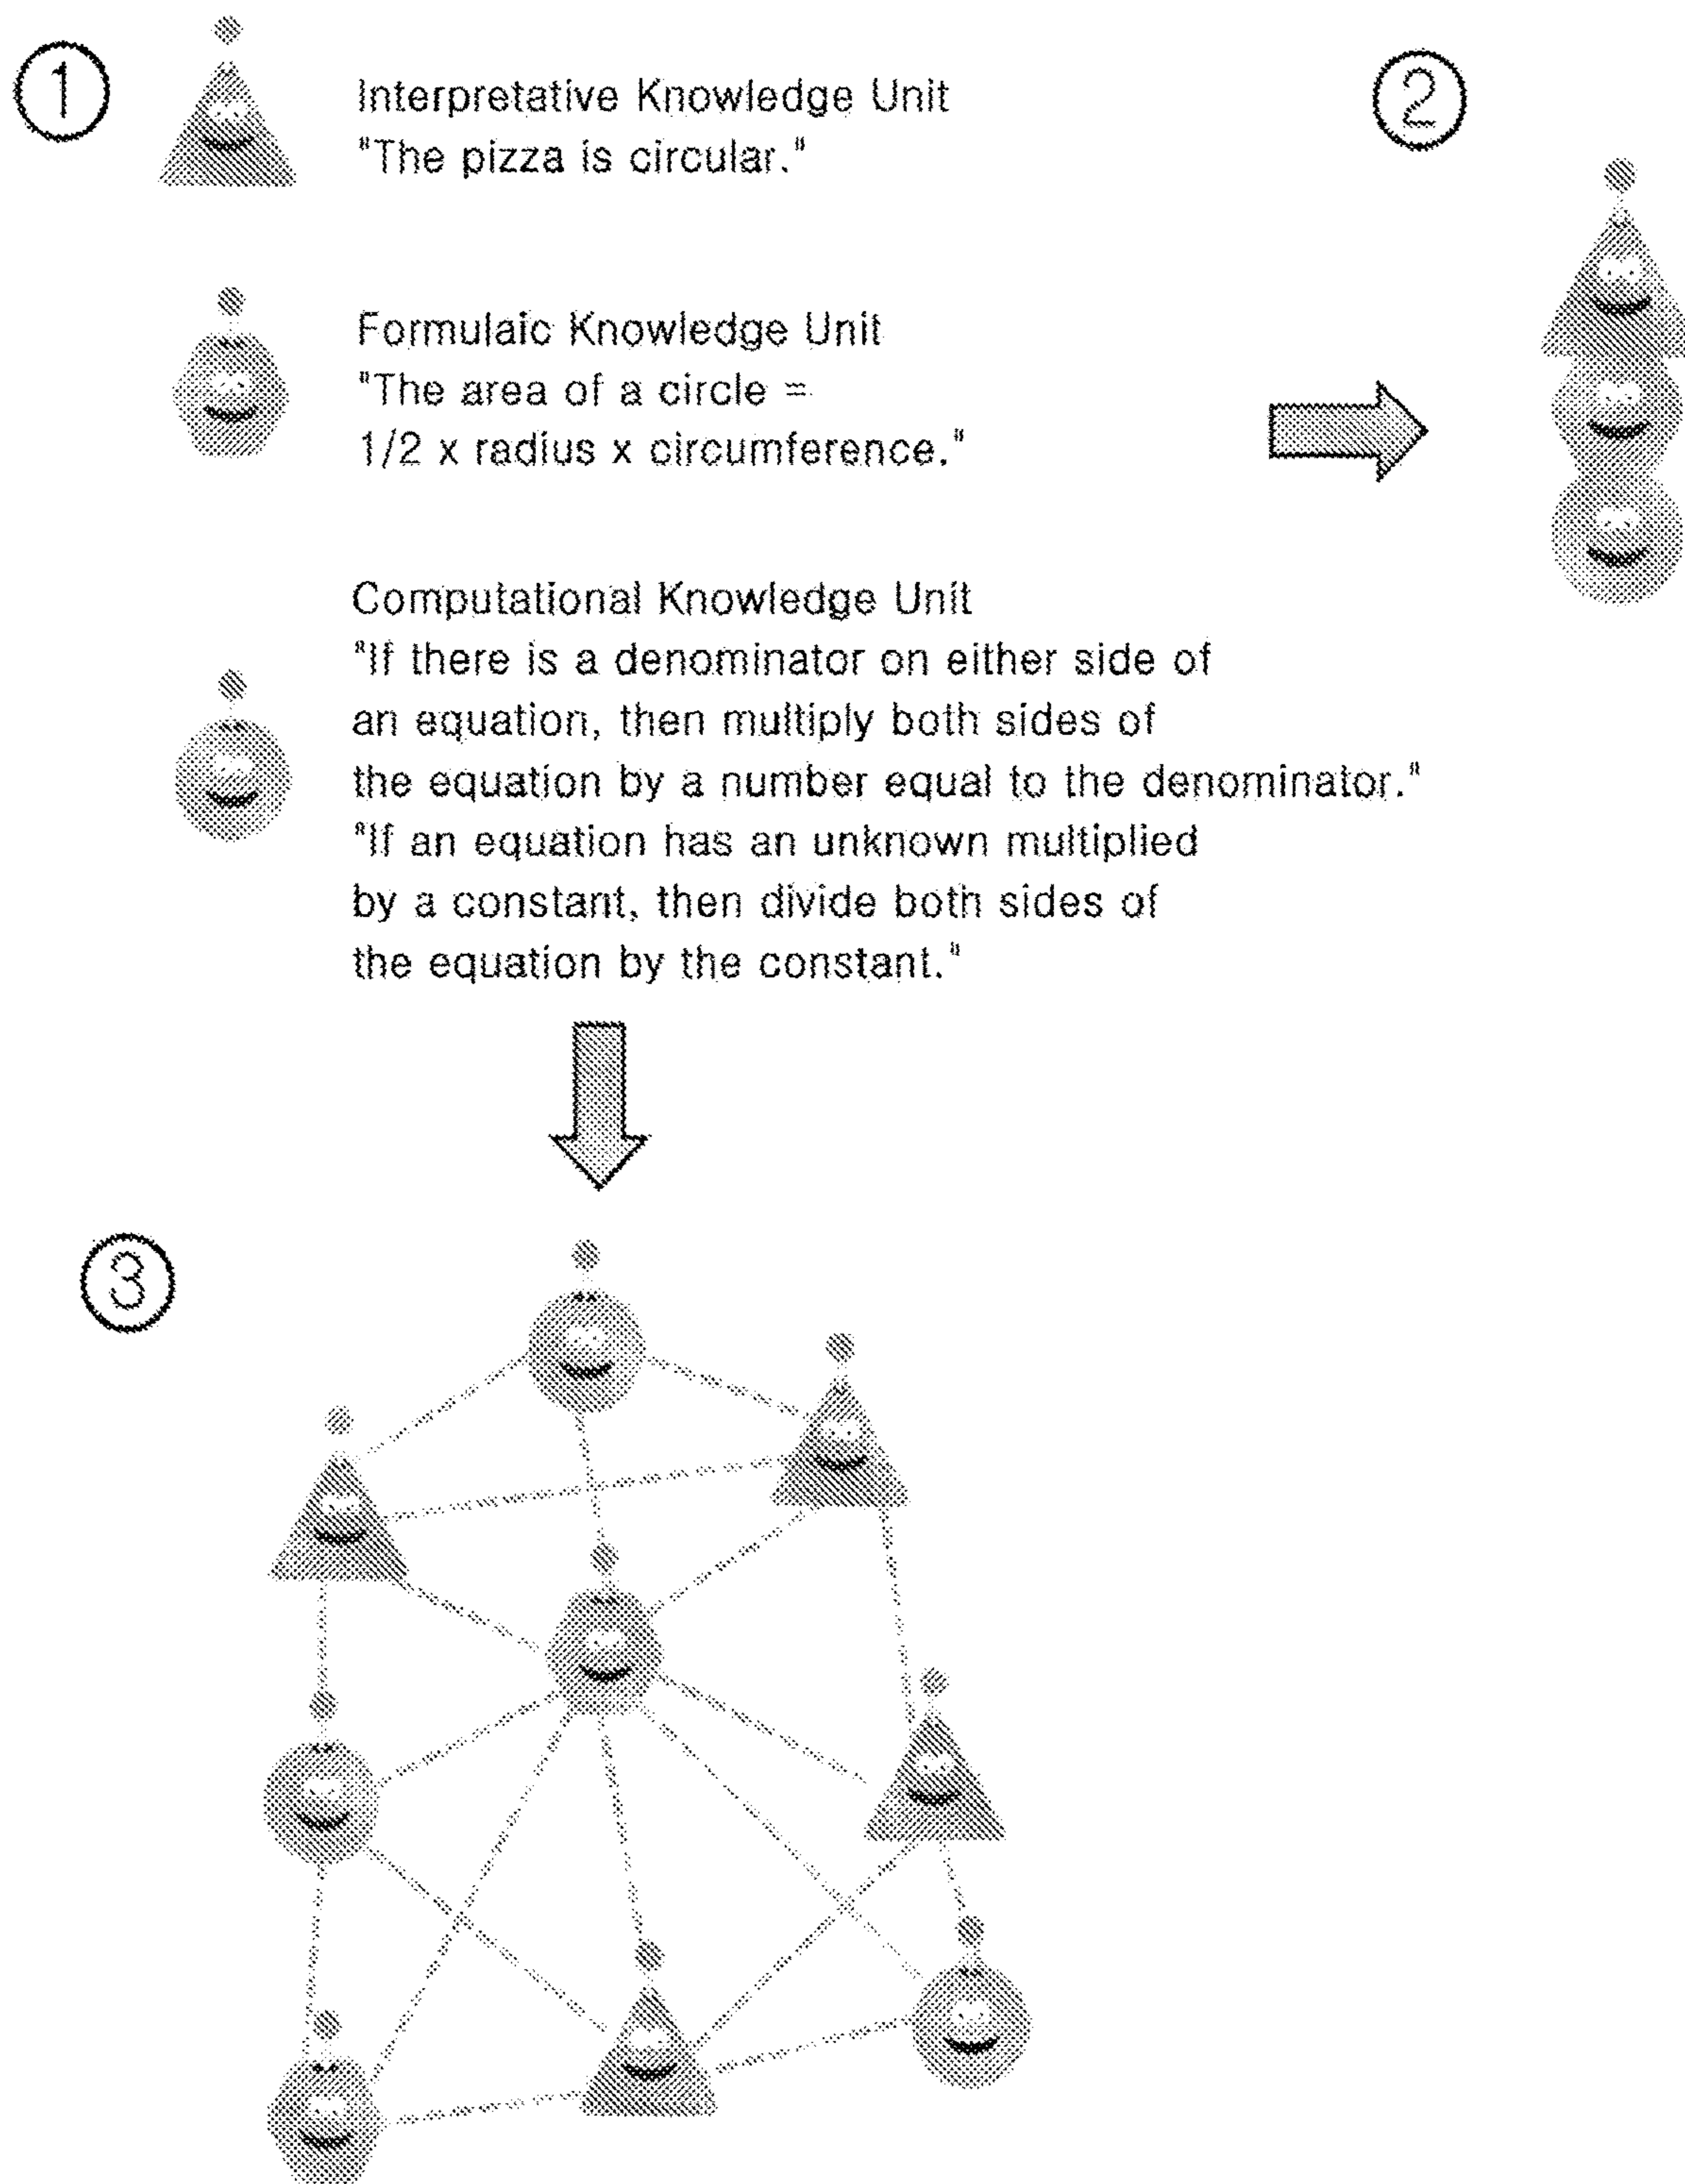 ①
Interpretative Knowledge Unit
"The pizza is circular."
②
Formulaic Knowledge Unit
"The area of a circle =
1/2 x radius x circumference."
Computational Knowledge Unit
"If there is a denominator on either side of
an equation, then multiply both sides of
the equation by a number equal to the denominator."
"If an equation has an unknown multiplied
by a constant, then divide both sides of
the equation by the constant."
③